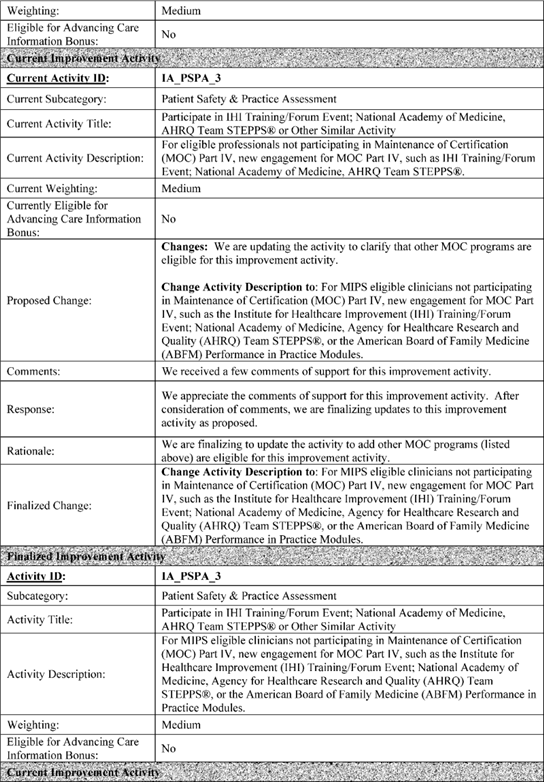 Weighting: Medium
Eligible for Advancing Care
Information Bonus: No
Current Improvement Activity
Current Activity ID: IA_PSPA_3
Current Subcategory: Patient Safety & Practice Assessment
Current Activity Title: Participate in IHI Training/Forum Event; National Academy of Medicine,
AHRQ Team STEPPS® or Other Similar Activity
Current Activity Description: For eligible professionals not participating in Maintenance of Certification
(MOC) Part IV, new engagement for MOC Part IV, such as IHI Training/Forum
Event; National Academy of Medicine, AHRQ Team STEPPS®.
Current Weighting: Medium
Currently Eligible for
Advancing Care Information
Bonus: No
Proposed Change: Changes: We are updating the activity to clarify that other MOC programs are
eligible for this improvement activity.
Change Activity Description to: For MIPS eligible clinicians not participating
in Maintenance of Certification (MOC) Part IV, new engagement for MOC Part
IV, such as the Institute for Healthcare Improvement (IHI) Training/Forum
Event; National Academy of Medicine, Agency for Healthcare Research and
Quality (AHRQ) Team STEPPS®, or the American Board of Family Medicine
(ABFM) Performance in Practice Modules.
Comments: We received a few comments of support for this improvement activity.
Response: We appreciate the comments of support for this improvement activity. After
consideration of comments, we are finalizing updates to this improvement
activity as proposed.
Rationale: We are finalizing to update the activity to add other MOC programs (listed
above) are eligible for this improvement activity.
Finalized Change: Change Activity Description to: For MIPS eligible clinicians not participating
in Maintenance of Certification (MOC) Part IV, new engagement for MOC Part
IV, such as the Institute for Healthcare Improvement (IHI) Training/Forum
Event; National Academy of Medicine, Agency for Healthcare Research and
Quality (AHRQ) Team STEPPS®, or the American Board of Family Medicine
(ABFM) Performance in Practice Modules.
Finalized Improvement Activity
Activity ID: IA_PSPA_3
Subcategory: Patient Safety & Practice Assessment
Activity Title: Participate in IHI Training/Forum Event; National Academy of Medicine,
AHRQ Team STEPPS® or Other Similar Activity
Activity Description: For MIPS eligible clinicians not participating in Maintenance of Certification
(MOC) Part IV, new engagement for MOC Part IV, such as the Institute for
Healthcare Improvement (IHI) Training/Forum Event; National Academy of
Medicine, Agency for Healthcare Research and Quality (AHRQ) Team
STEPPS®, or the American Board of Family Medicine (ABFM) Performance in
Practice Modules.
Weighting: Medium
Eligible for Advancing Care
Information Bonus: No
Current Improvement Activity